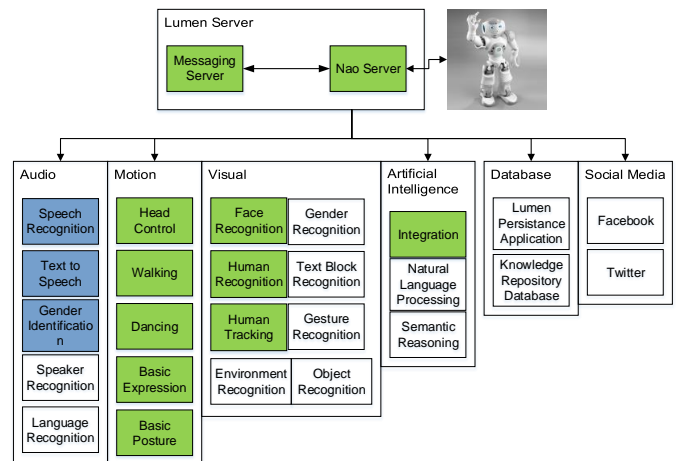 Lumen Server
Messaging
Server
Nao Server
Audio
Speech
Recognition
Text to
Speech
Gender
Identificatio
n
Speaker
Recognition
Language
Recognition
Motion
Head
Control
Walking
Dancing
Basic
Expression
Basic
Posture
Visual
Face
Recognition
Gender
Recognition
Human
Recognition
Text Block
Recognition
Human
Tracking
Gesture
Recognition
Environment
Recognition
Object
Recognition
Artificial
Intelligence
Integration
Natural
Language
Processing
Semantic
Reasoning
Database
Lumen
Persistance
Application
Knowledge
Repository
Database
Social Media
Facebook
Twitter